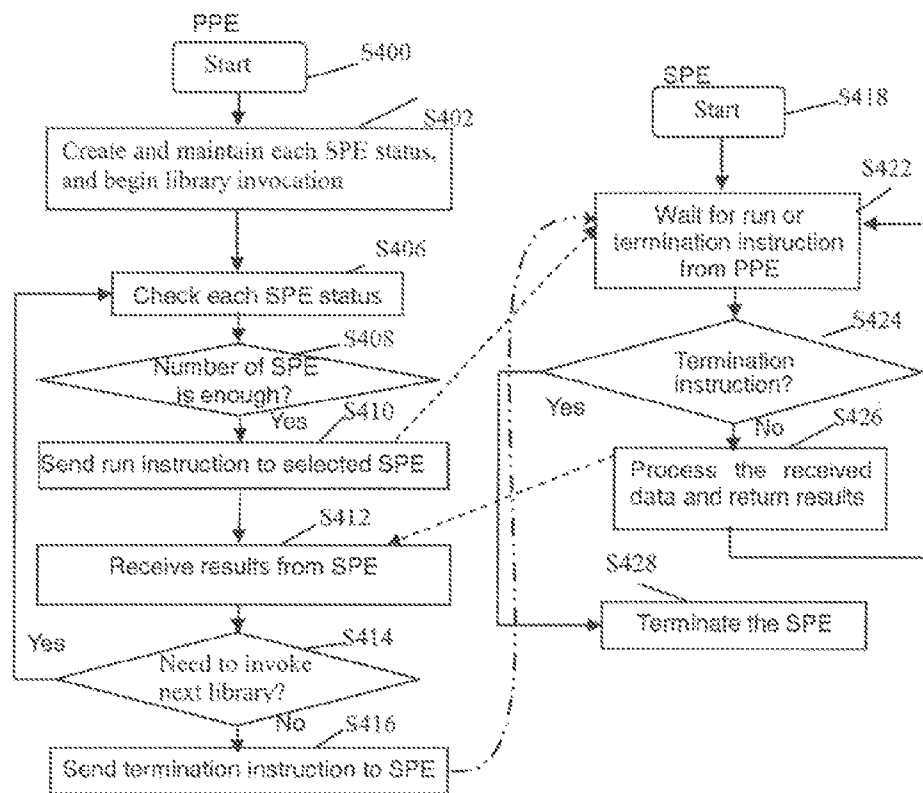 PPE
Start
S400
S402
Create and maintain each SPE status,
and begin library invocation
S406
Check each SPE status
S408
Number of SPE
is enough?
Yes
S410
Send run instruction to selected SPE
S412
Receive results from SPE
Yes
S414
Need to invoke
next library?
No
S416
Send termination instruction to SPE
SPE
Start
S418
S422
Wait for run or
termination instruction
from PPE
S424
Termination
instruction?
Yes
No
S426
Process the received
data and return results
S428
Terminate the SPE